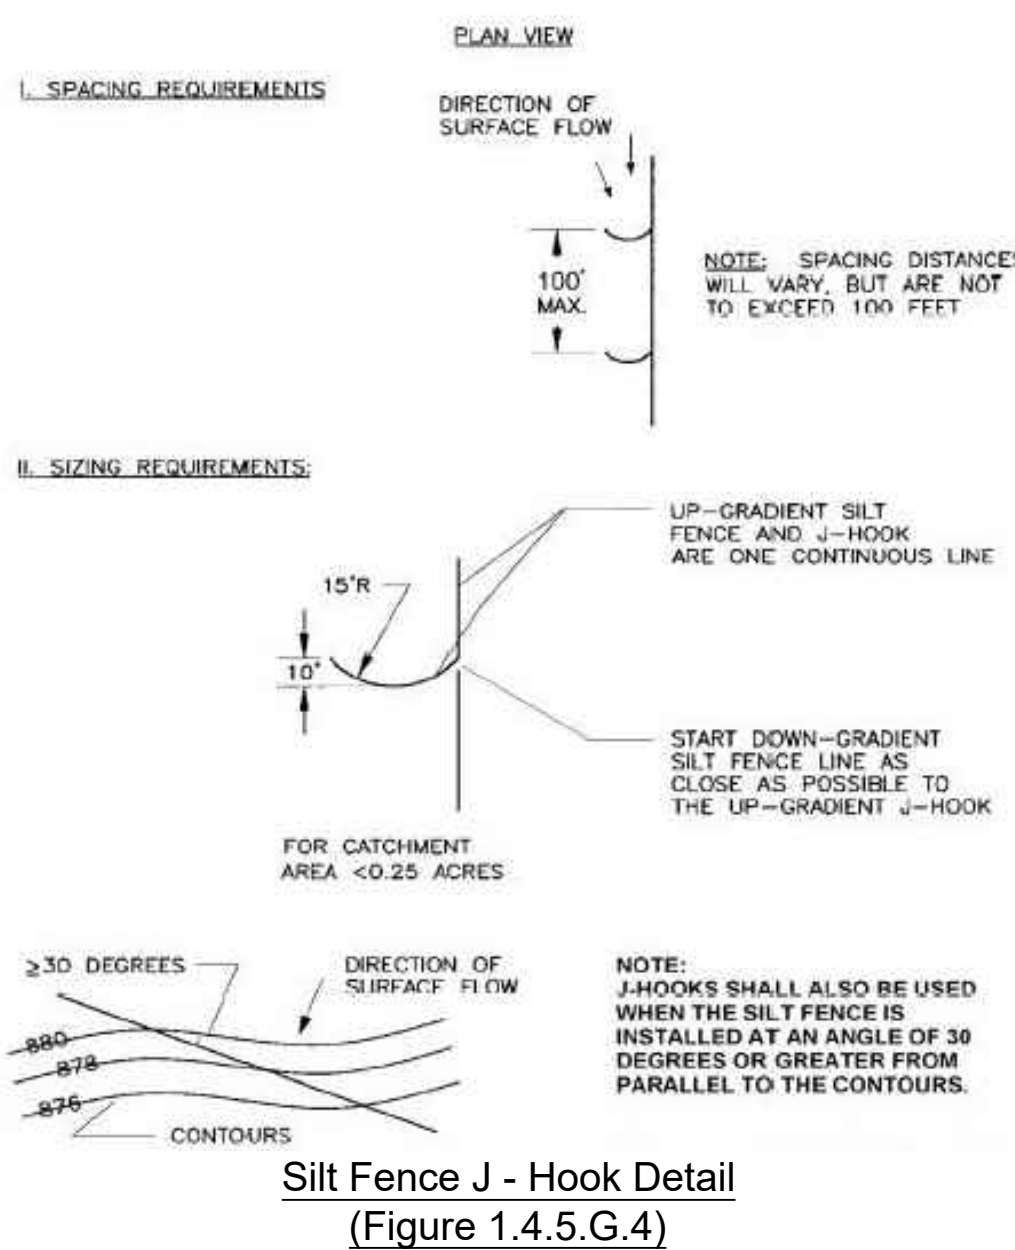 PLAN VIEW
I. SPACING REQUIREMENTS
DIRECTION OF
SURFACE FLOW
100'
MAX.
NOTE: SPACING DISTANCES
WILL VARY, BUT ARE NOT
TO EXCEED 100 FEET
II. SIZING REQUIREMENTS:
UP-GRADIENT SILT
FENCE AND J-HOOK
ARE ONE CONTINUOUS LINE
15'R
10'
START DOWN-GRADIENT
SILT FENCE LINE AS
CLOSE AS POSSIBLE TO
THE UP-GRADIENT J-HOOK
FOR CATCHMENT
AREA <0.25 ACRES
≥30 DEGREES
DIRECTION OF
SURFACE FLOW
880
878
876
CONTOURS
NOTE:
J-HOOKS SHALL ALSO BE USED
WHEN THE SILT FENCE IS
INSTALLED AT AN ANGLE OF 30
DEGREES OR GREATER FROM
PARALLEL TO THE CONTOURS.
Silt Fence J - Hook Detail
(Figure 1.4.5.G.4)